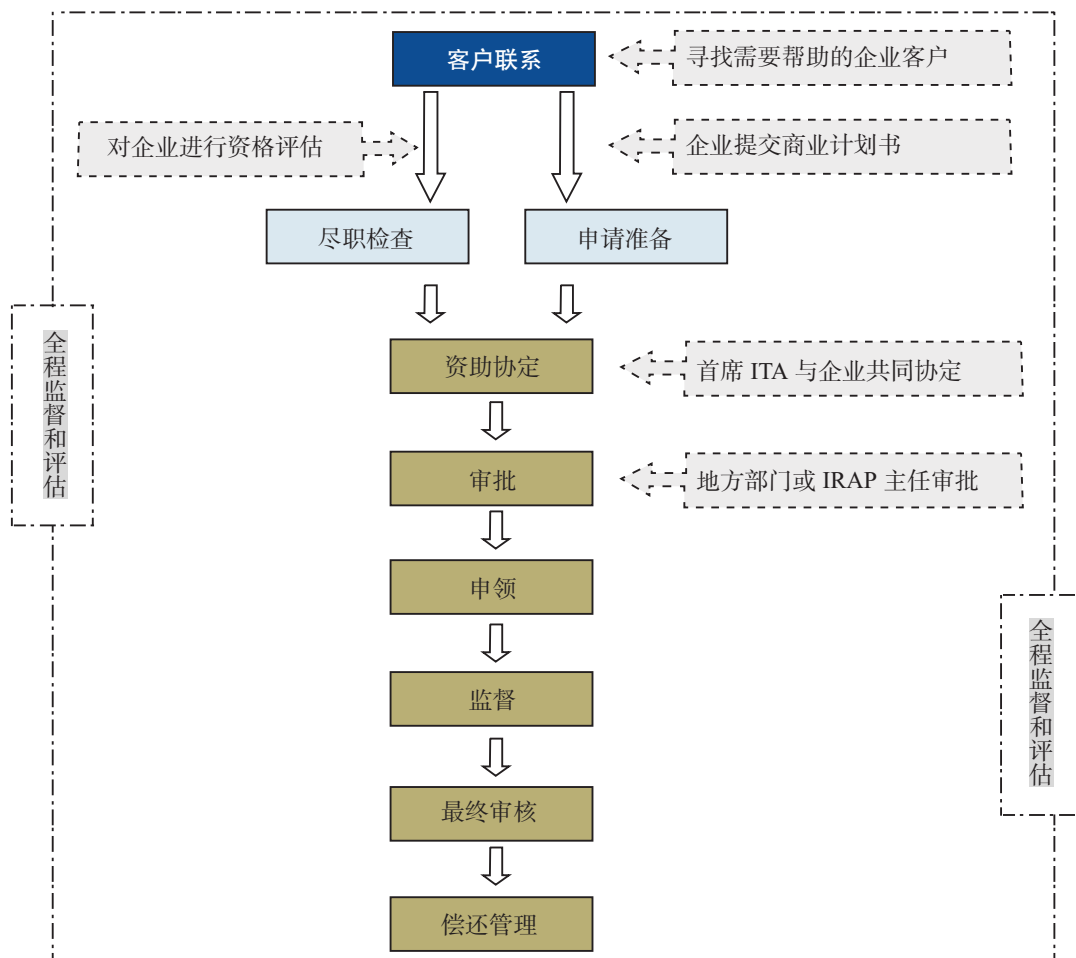 客户联系
寻找需要帮助的企业客户
对企业进行资格评估
企业提交商业计划书
尽职检查
申请准备
全程监督和评估
资助协定
首席 ITA 与企业共同协定
审批
地方部门或 IRAP 主任审批
申领
全程监督和评估
监督
最终审核
偿还管理